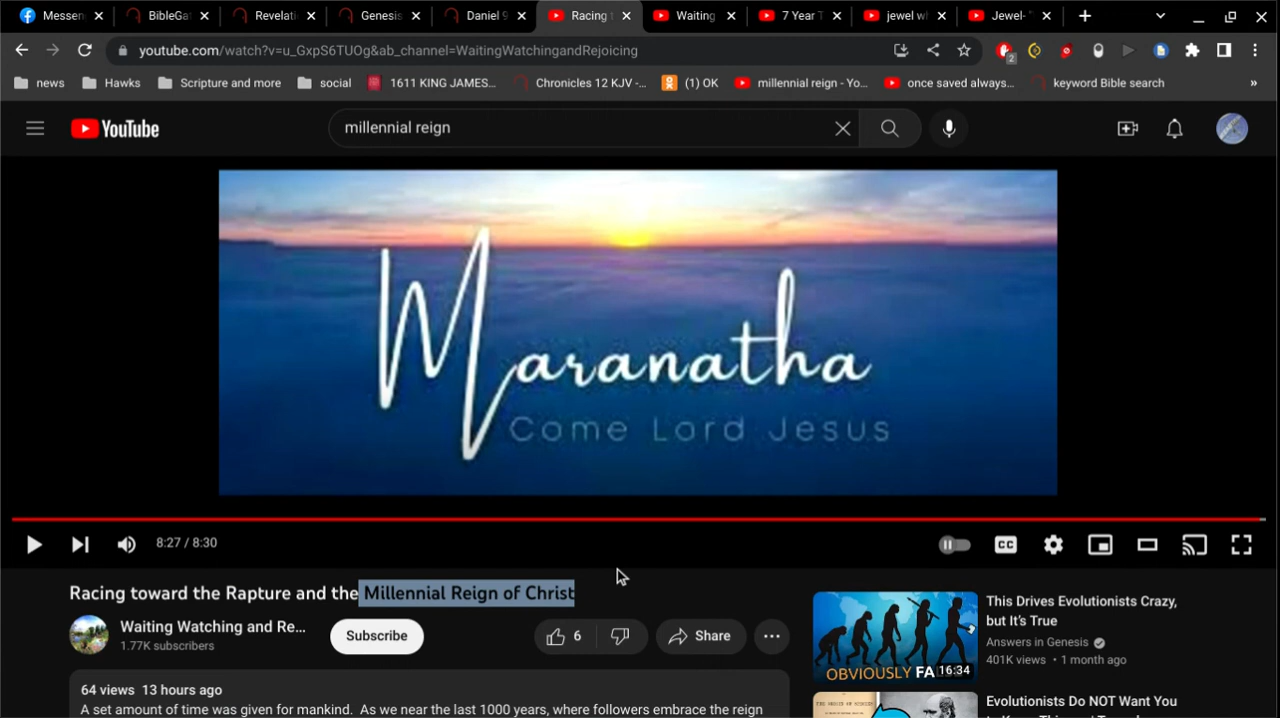 Messen
BibleGa
Revelati
Genesis
Daniel 9
Racing t
Waiting
7 Year T
jewel wh
Jewel- "
youtube.com/watch?v=u_GxpS6TUOg&ab_channel=WaitingWatchingandRejoicing
2
news
Hawks
Scripture and more
social
1611 KING JAMES...
Chronicles 12 KJV -...
(1) OK
millennial reign - Yo...
once saved always...
keyword Bible search
»
YouTube
millennial reign
Maranatha
Come Lord Jesus
8:27 / 8:30
CC
Racing toward the Rapture and the Millennial Reign of Christ
Waiting Watching and Re...
1.77K subscribers
Subscribe
6
Share
64 views 13 hours ago
A set amount of time was given for mankind. As we near the last 1000 years, where followers embrace the reign
OBVIOUSLY FA
16:34
This Drives Evolutionists Crazy,
but It's True
Answers in Genesis
401K views • 1 month ago
Evolutionists Do NOT Want You